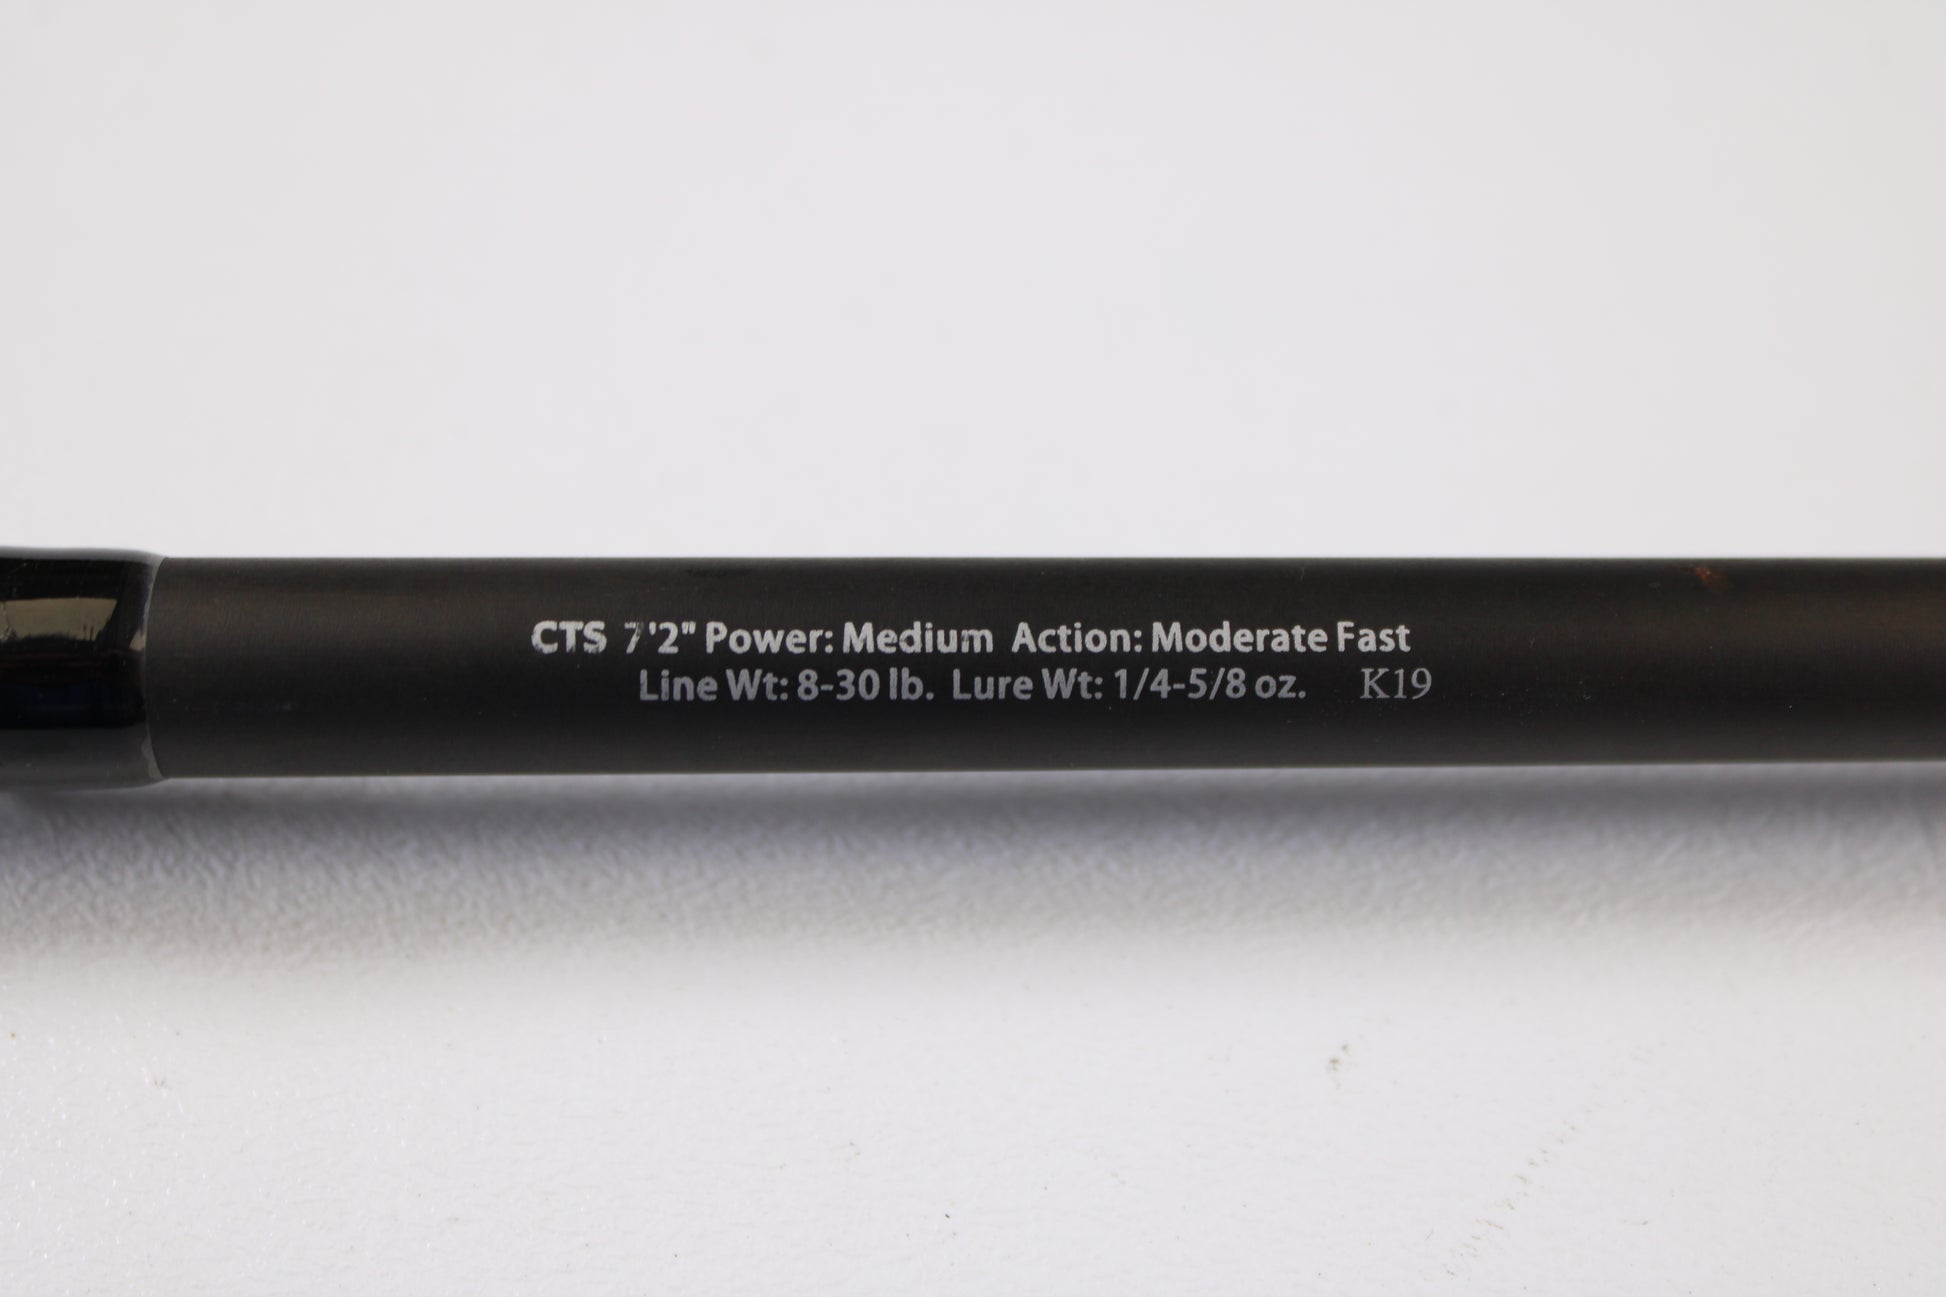 CTS 7'2" Power: Medium Action: Moderate Fast
Line Wt: 8-30 lb. Lure Wt: 1/4-5/8 oz. K19